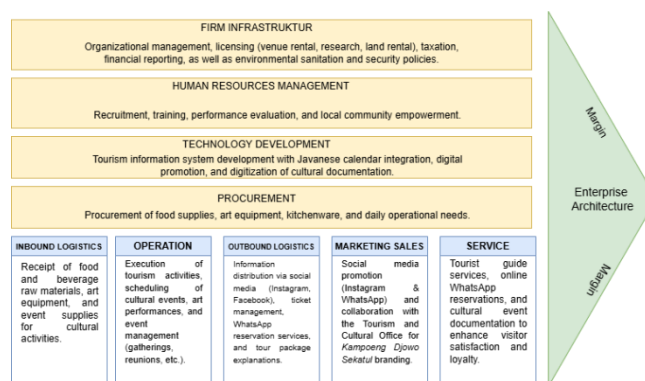 FIRM INFRASTRUKTUR
Organizational management, licensing (venue rental, research, land rental), taxation,
financial reporting, as well as environmental sanitation and security policies.
HUMAN RESOURCES MANAGEMENT
Recruitment, training, performance evaluation, and local community empowerment.
TECHNOLOGY DEVELOPMENT
Tourism information system development with Javanese calendar integration, digital
promotion, and digitization of cultural documentation.
PROCUREMENT
Procurement of food supplies, art equipment, kitchenware, and daily operational needs.
INBOUND LOGISTICS
Receipt of food
and beverage
raw materials, art
equipment, and
event supplies
for cultural
activities.
OPERATION
Execution of
tourism activities,
scheduling of
cultural events, art
performances, and
event
management
(gatherings,
reunions, etc.).
OUTBOUND LOGISTICS
Information
distribution via social
media (Instagram,
Facebook), ticket
management,
WhatsApp
reservation services,
and tour package
explanations.
MARKETING SALES
Social media
promotion
(Instagram &
WhatsApp) and
collaboration with
the Tourism and
Cultural Office for
Kampoeng Djowo
Sekatul branding.
SERVICE
Tourist guide
services, online
WhatsApp
reservations, and
cultural event
documentation to
enhance visitor
satisfaction and
loyalty.
Margin
Enterprise
Architecture
Margin